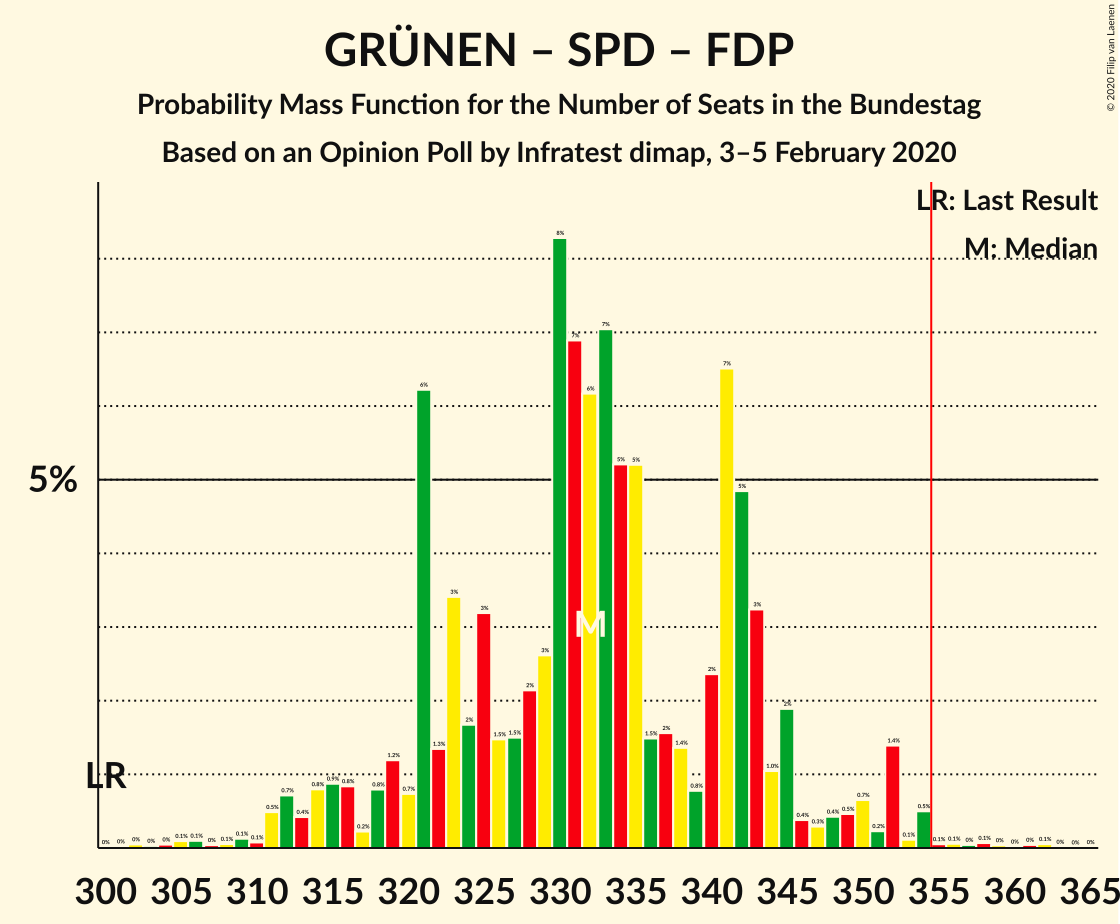 GRÜNEN – SPD – FDP
Probability Mass Function for the Number of Seats in the Bundestag
Based on an Opinion Poll by Infratest dimap, 3–5 February 2020
© 2020 Filip van Laenen
LR: Last Result
M: Median
5%
LR
M
0% 0% 0% 0% 0% 0.1% 0.1% 0% 0.1% 0.1% 0.1% 0.5% 0.7% 0.4% 0.8% 0.9% 0.8% 0.2% 0.8% 1.2% 0.7% 6% 1.3% 3% 2% 3% 1.5% 1.5% 2% 3% 8% 7% 6% 7% 5% 5% 1.5% 2% 1.4% 0.8% 2% 7% 5% 3% 1.0% 2% 0.4% 0.3% 0.4% 0.5% 0.7% 0.2% 1.4% 0.1% 0.5% 0.1% 0.1% 0% 0.1% 0% 0% 0% 0.1% 0% 0% 0%
300 305 310 315 320 325 330 335 340 345 350 355 360 365